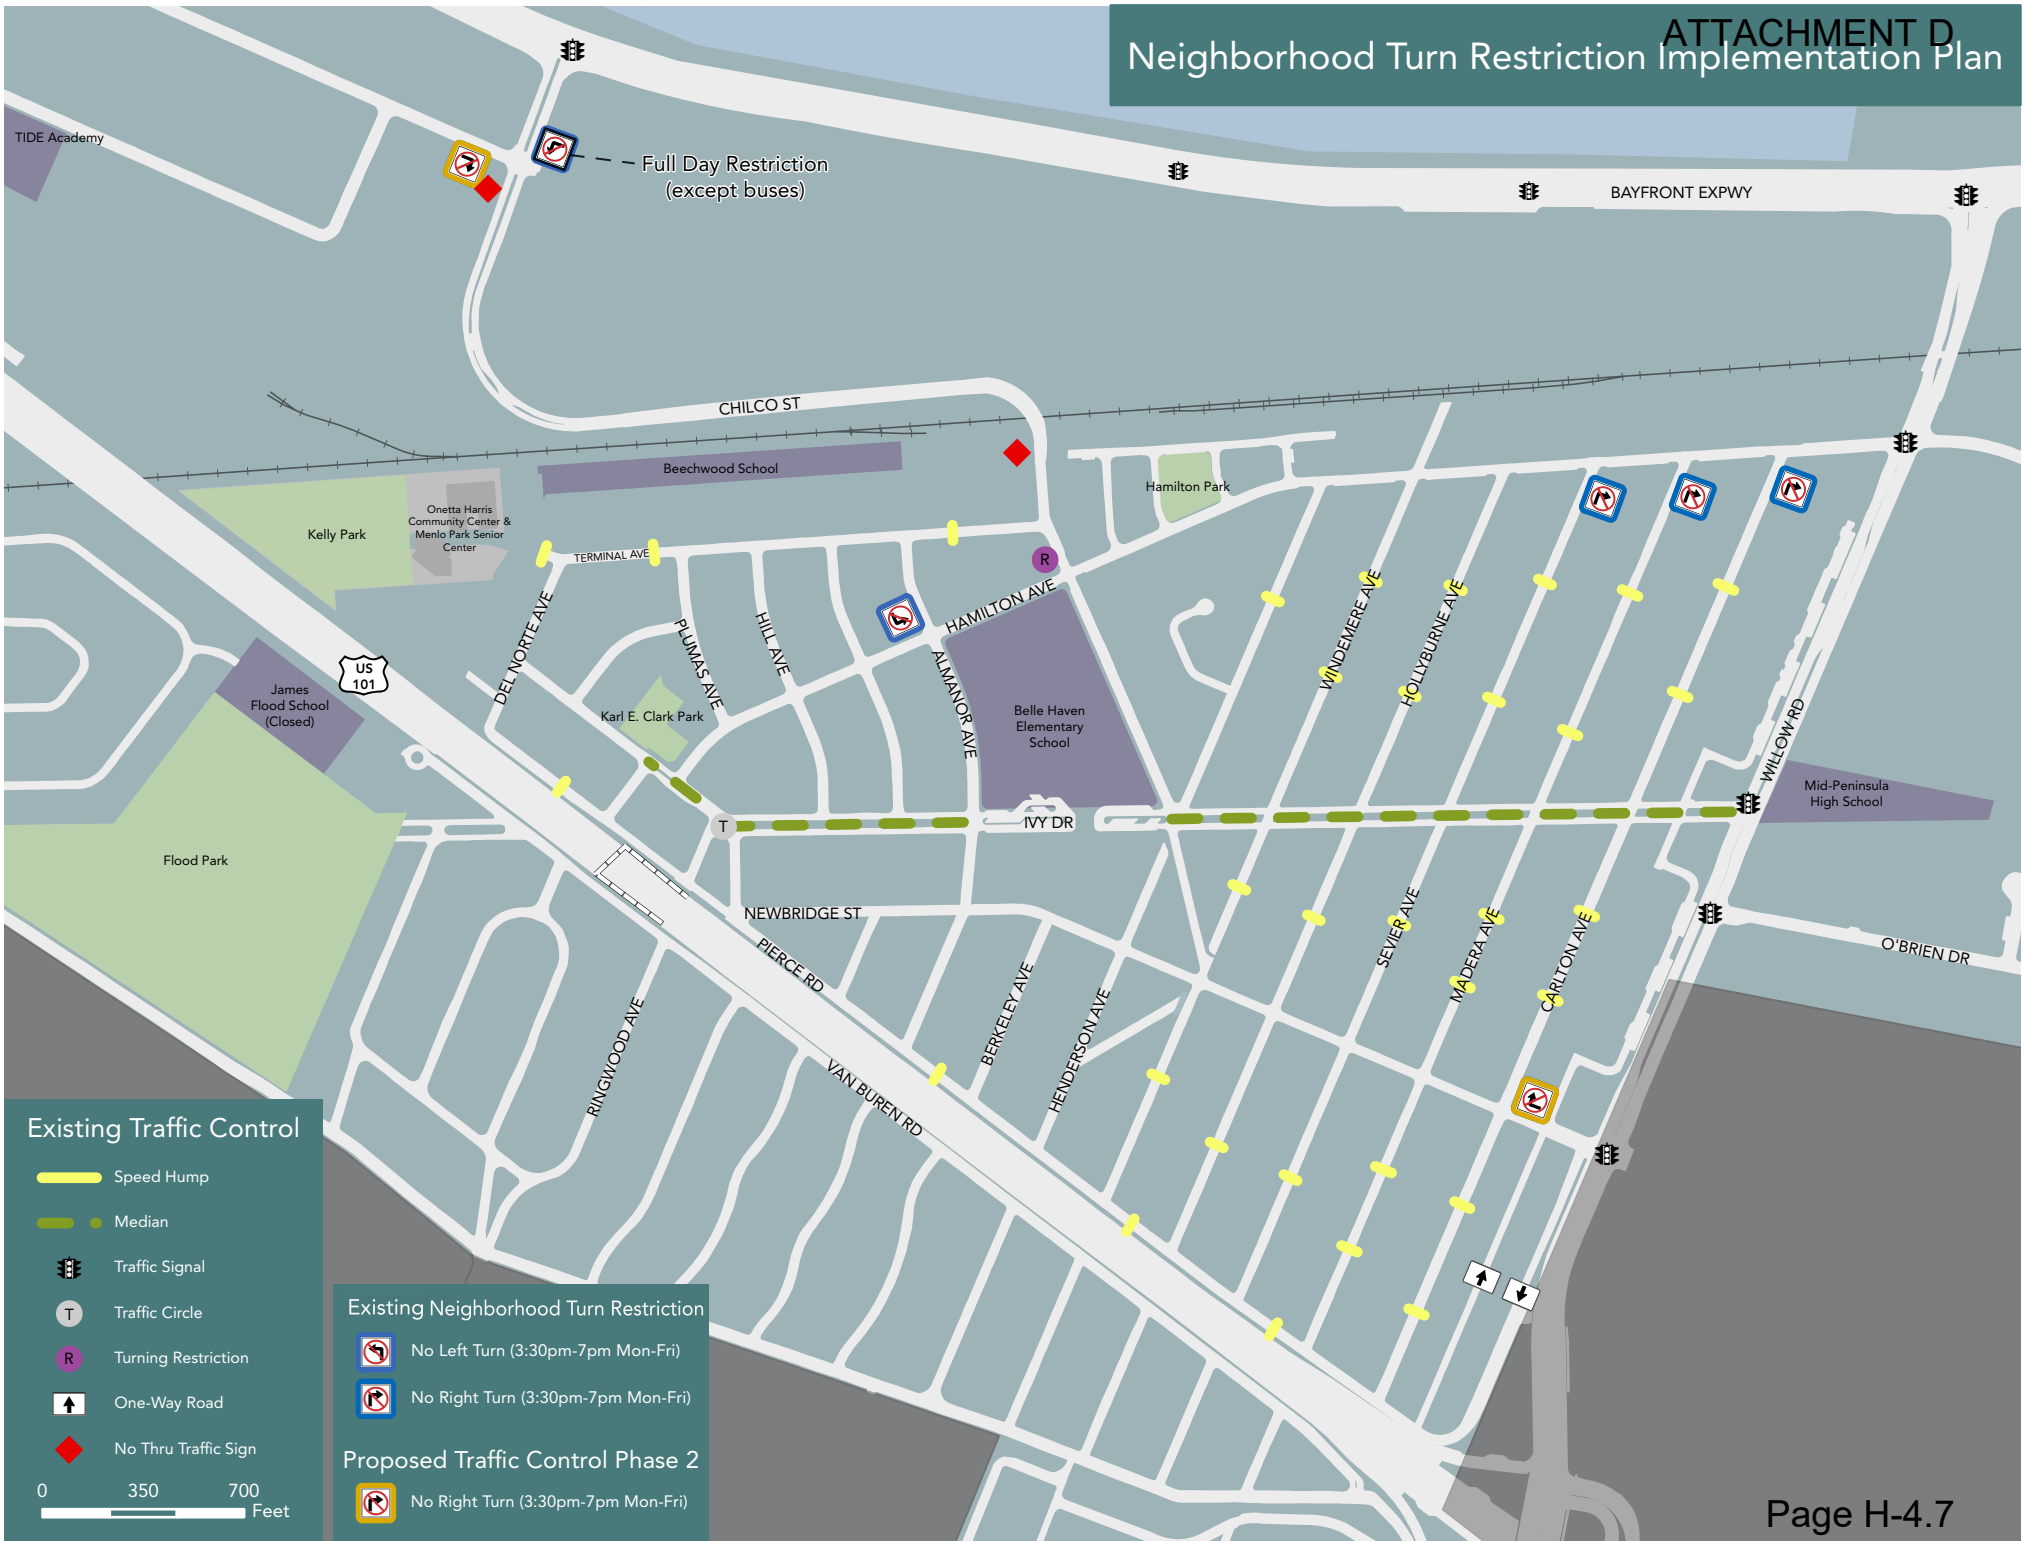 ATTACHMENT D
Neighborhood Turn Restriction Implementation Plan
TIDE Academy
Full Day Restriction
(except buses)
BAYFRONT EXPWY
CHILCO ST
Beechwood School
Hamilton Park
Onetta Harris
Community Center &
Menlo Park Senior
Center
Kelly Park
TERMINAL AVE
R
HAMILTON AVE
DEL NORTE AVE
PLUMAS AVE
HILL AVE
ALMANOR AVE
WINDEMERE AVE
HOLLYBURNE AVE
US
101
James
Flood School
(Closed)
Karl E. Clark Park
Belle Haven
Elementary
School
WILLOW RD
Mid-Peninsula
High School
T
IVY DR
Flood Park
NEWBRIDGE ST
PIERCE RD
SEVIER AVE
MADERA AVE
CARLTON AVE
O'BRIEN DR
RINGWOOD AVE
BERKELEY AVE
HENDERSON AVE
VAN BUREN RD
Existing Traffic Control
Speed Hump
Median
Traffic Signal
T Traffic Circle
R Turning Restriction
One-Way Road
No Thru Traffic Sign
0 350 700
Feet
Existing Neighborhood Turn Restriction
No Left Turn (3:30pm-7pm Mon-Fri)
No Right Turn (3:30pm-7pm Mon-Fri)
Proposed Traffic Control Phase 2
No Right Turn (3:30pm-7pm Mon-Fri)
Page H-4.7